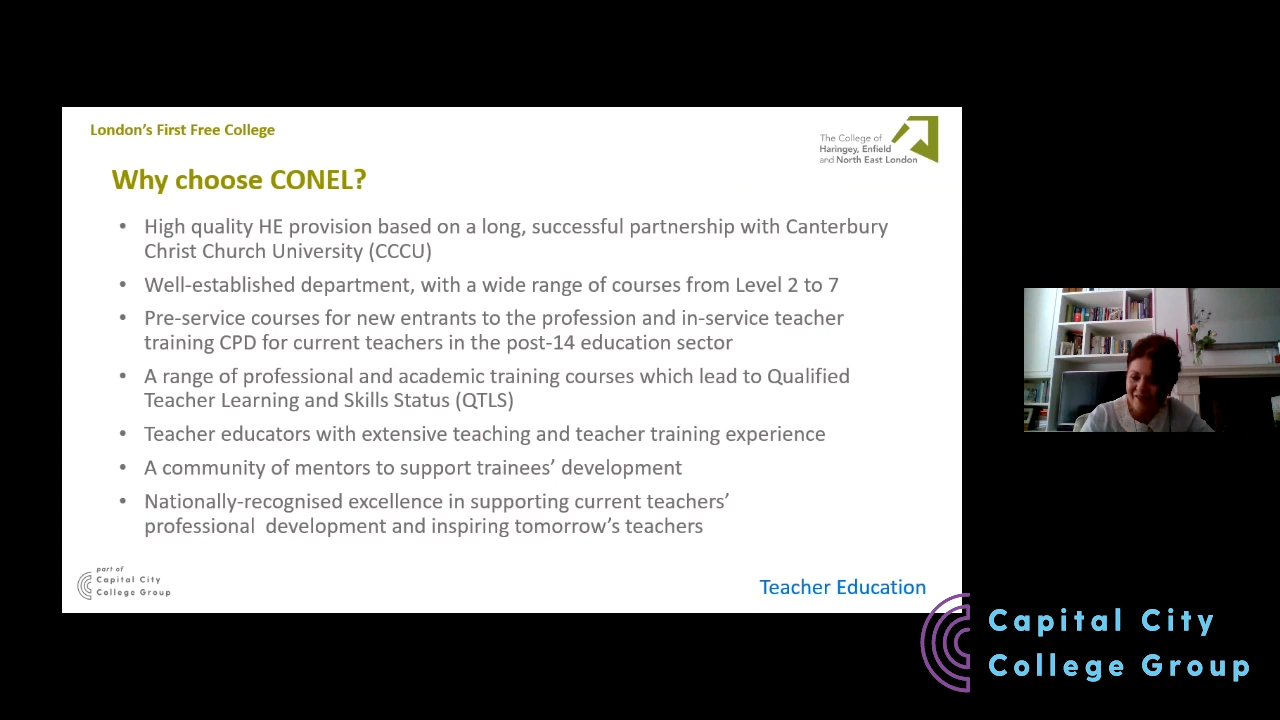 London's First Free College
The College of
Haringey, Enfield
and North East London
Why choose CONEL?
• High quality HE provision based on a long, successful partnership with Canterbury
Christ Church University (CCCU)
• Well-established department, with a wide range of courses from Level 2 to 7
• Pre-service courses for new entrants to the profession and in-service teacher
training CPD for current teachers in the post-14 education sector
• A range of professional and academic training courses which lead to Qualified
Teacher Learning and Skills Status (QTLS)
• Teacher educators with extensive teaching and teacher training experience
• A community of mentors to support trainees' development
• Nationally-recognised excellence in supporting current teachers'
professional  development and inspiring tomorrow's teachers
part of
Capital City
College Group
Teacher Education
Capital City
College Group